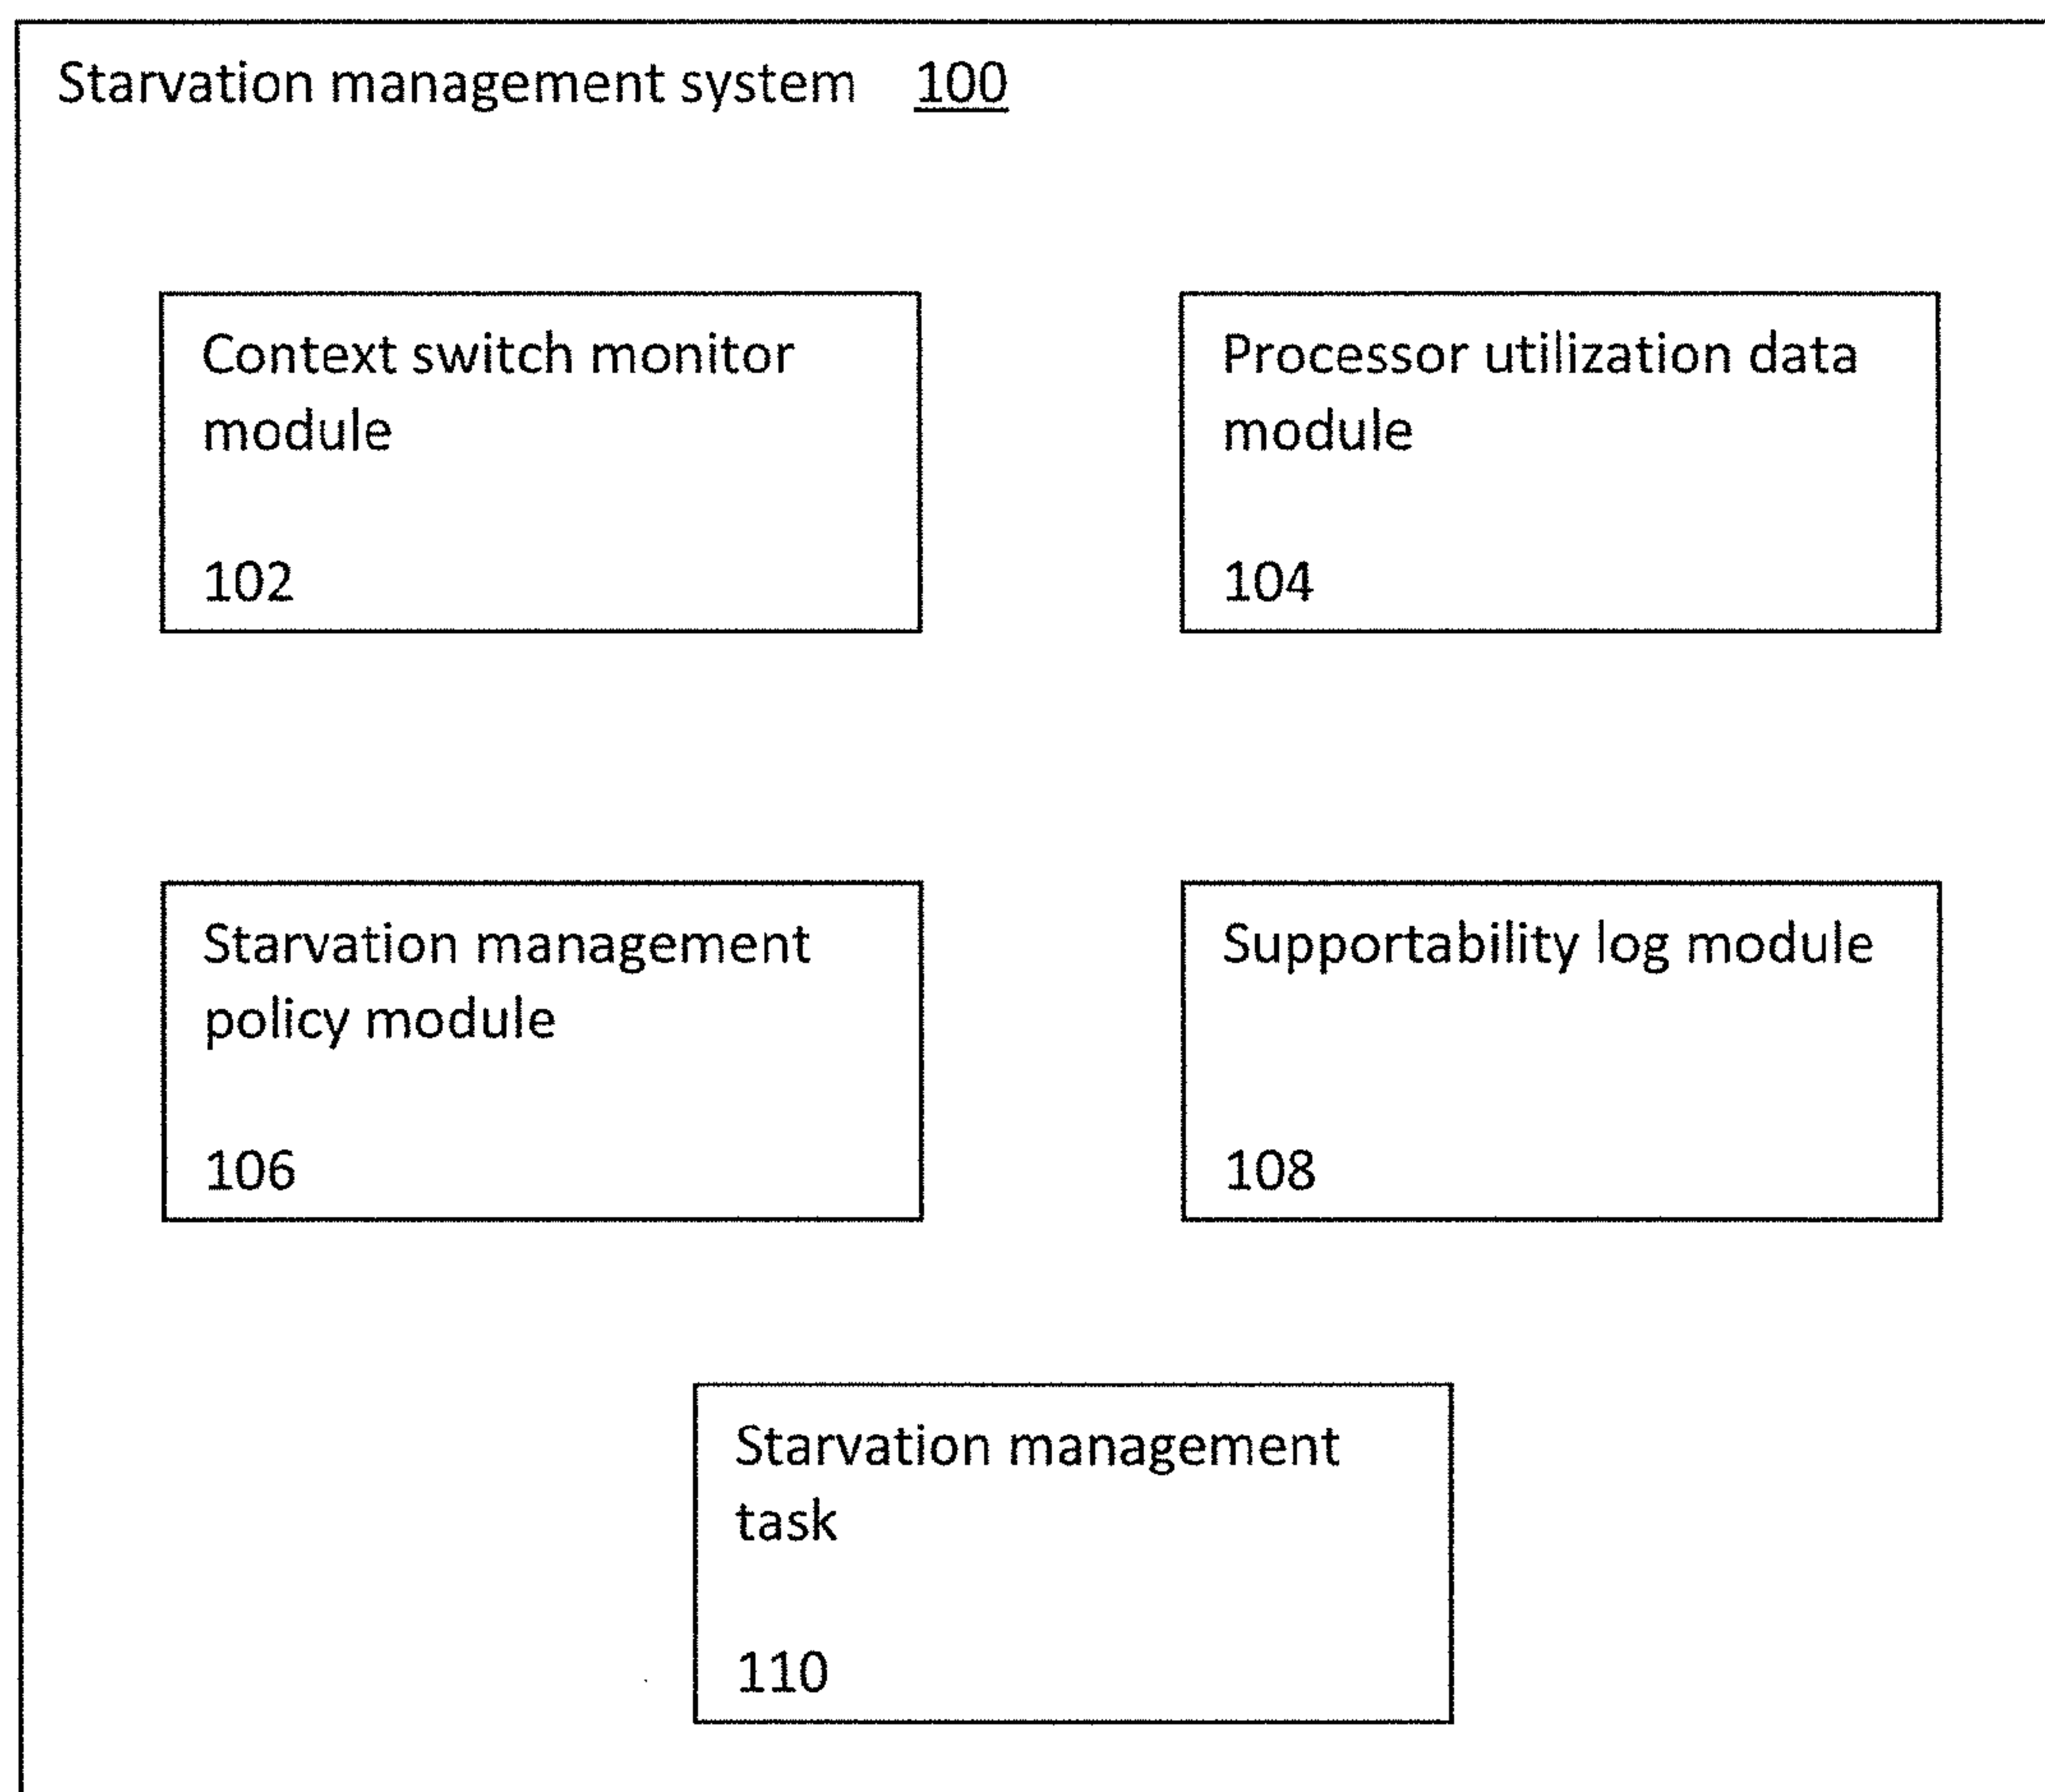 Starvation management system 100
Context switch monitor
module
102
Processor utilization data
module
104
Starvation management
policy module
106
Supportability log module
108
Starvation management
task
110